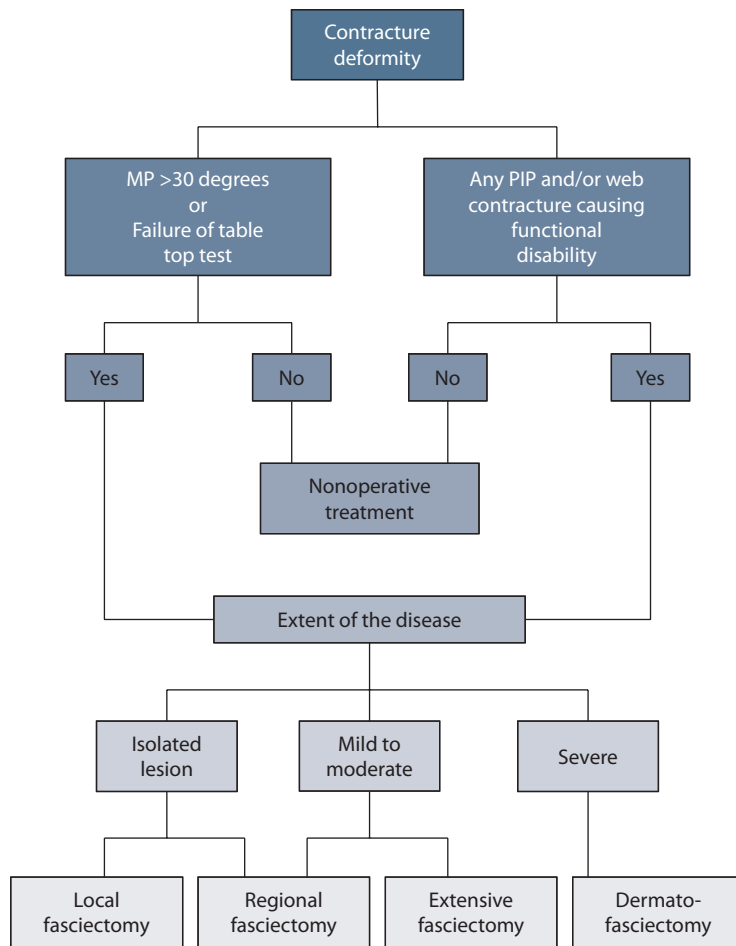 Contracture
deformity
MP >30 degrees
or
Failure of table
top test
Any PIP and/or web
contracture causing
functional
disability
Yes
No
No
Yes
Nonoperative
treatment
Extent of the disease
Isolated
lesion
Mild to
moderate
Severe
Local
fasciectomy
Regional
fasciectomy
Extensive
fasciectomy
Dermato-
fasciectomy